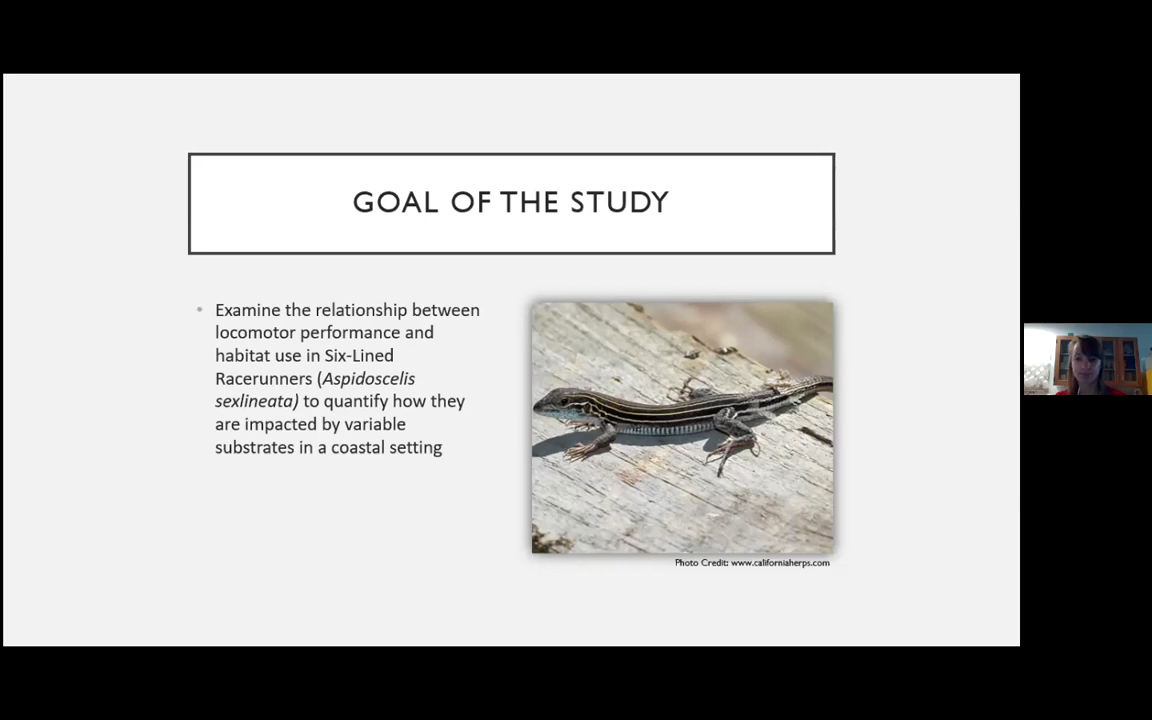 GOAL OF THE STUDY
• Examine the relationship between
locomotor performance and
habitat use in Six-Lined
Racerunners (Aspidoscelis
sexlineata) to quantify how they
are impacted by variable
substrates in a coastal setting
Photo Credit: www.californiaherps.com